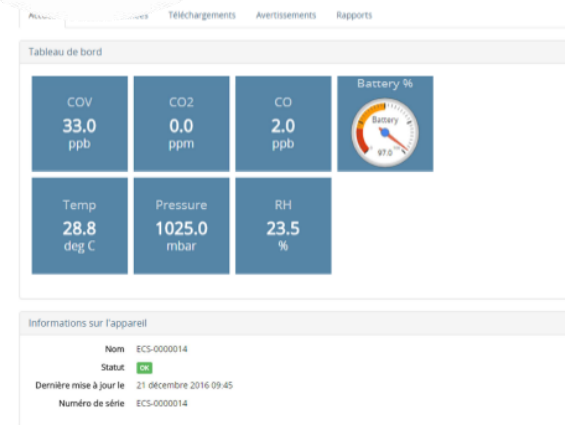 Téléchargements Avertissements Rapports
Tableau de bord
COV
33.0
ppb
CO2
0.0
ppm
CO
2.0
ppb
Battery %
Battery
97.0
Temp
28.8
deg C
Pressure
1025.0
mbar
RH
23.5
%
Informations sur l'appareil
Nom ECS-0000014
Statut OK
Dernière mise à jour le 21 décembre 2016 09:45
Numéro de série ECS-0000014